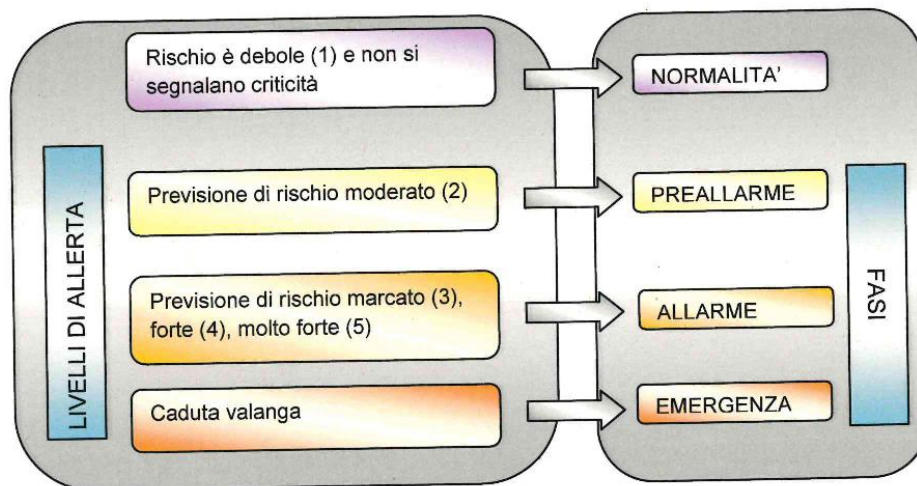 LIVELLI DI ALLERTA
Rischio è debole (1) e non si
segnalano criticità
NORMALITA'
Previsione di rischio moderato (2)
PREALLARME
Previsione di rischio marcato (3),
forte (4), molto forte (5)
ALLARME
Caduta valanga
EMERGENZA
FASI